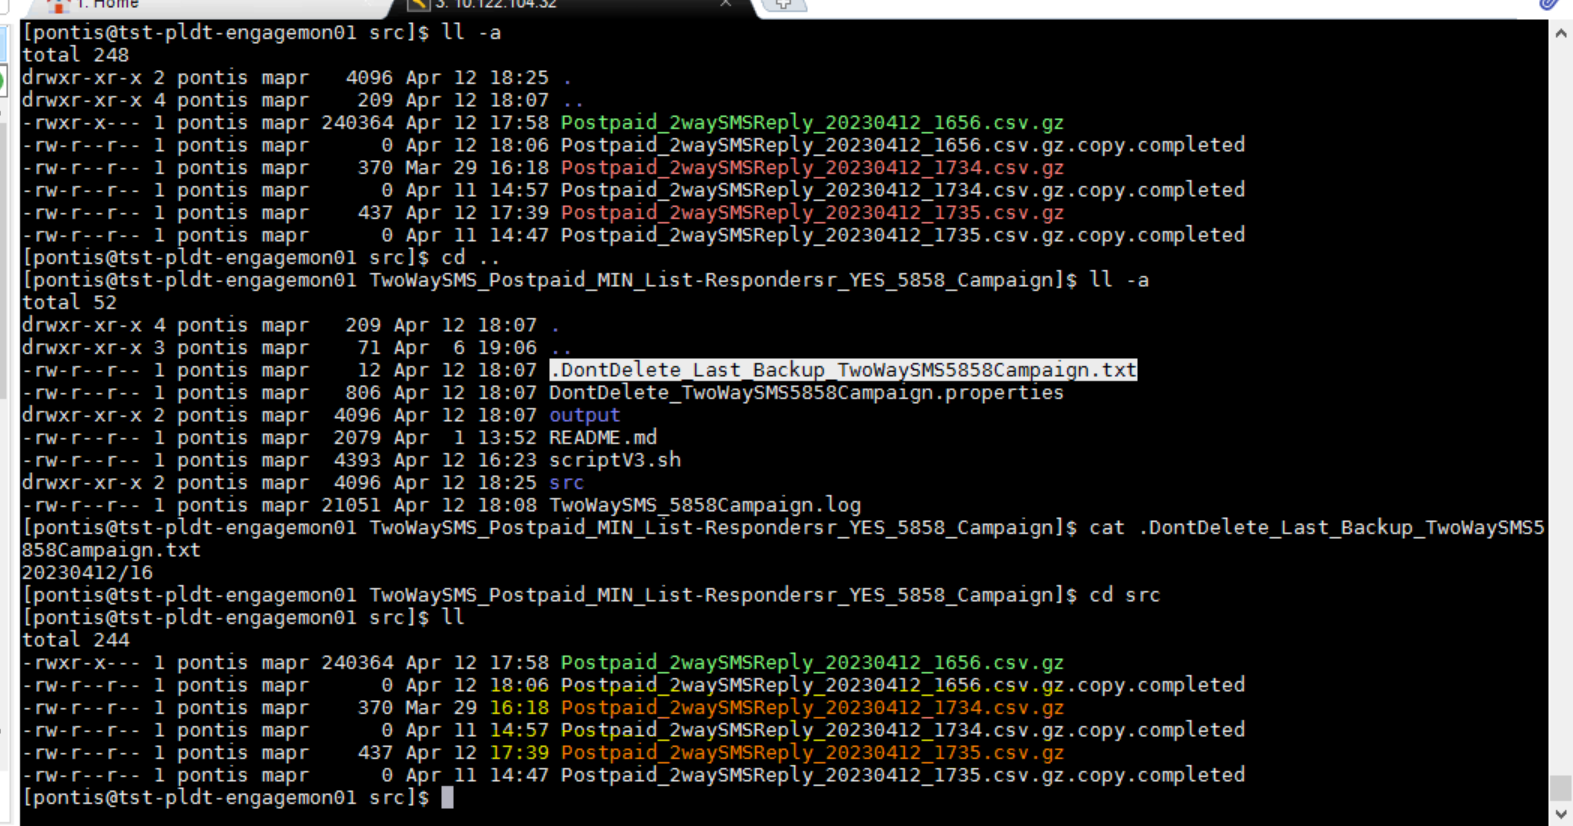 1. Home
3. 10.122.104.32
[pontis@tst-pldt-engagemon01 src]$ ll -a
total 248
drwxr-xr-x 2 pontis mapr   4096 Apr 12 18:25 .
drwxr-xr-x 4 pontis mapr    209 Apr 12 18:07 ..
-rwxr-x--- 1 pontis mapr 240364 Apr 12 17:58 Postpaid_2waySMSReply_20230412_1656.csv.gz
-rw-r--r-- 1 pontis mapr      0 Apr 12 18:06 Postpaid_2waySMSReply_20230412_1656.csv.gz.copy.completed
-rw-r--r-- 1 pontis mapr    370 Mar 29 16:18 Postpaid_2waySMSReply_20230412_1734.csv.gz
-rw-r--r-- 1 pontis mapr      0 Apr 11 14:57 Postpaid_2waySMSReply_20230412_1734.csv.gz.copy.completed
-rw-r--r-- 1 pontis mapr    437 Apr 12 17:39 Postpaid_2waySMSReply_20230412_1735.csv.gz
-rw-r--r-- 1 pontis mapr      0 Apr 11 14:47 Postpaid_2waySMSReply_20230412_1735.csv.gz.copy.completed
[pontis@tst-pldt-engagemon01 src]$ cd ..
[pontis@tst-pldt-engagemon01 TwoWaySMS_Postpaid_MIN_List-Respondersr_YES_5858_Campaign]$ ll -a
total 52
drwxr-xr-x 4 pontis mapr   209 Apr 12 18:07 .
drwxr-xr-x 3 pontis mapr    71 Apr  6 19:06 ..
-rw-r--r-- 1 pontis mapr    12 Apr 12 18:07 .DontDelete_Last_Backup_TwoWaySMS5858Campaign.txt
-rw-r--r-- 1 pontis mapr   806 Apr 12 18:07 DontDelete_TwoWaySMS5858Campaign.properties
drwxr-xr-x 2 pontis mapr  4096 Apr 12 18:07 output
-rw-r--r-- 1 pontis mapr  2079 Apr  1 13:52 README.md
-rw-r--r-- 1 pontis mapr  4393 Apr 12 16:23 scriptV3.sh
drwxr-xr-x 2 pontis mapr  4096 Apr 12 18:25 src
-rw-r--r-- 1 pontis mapr 21051 Apr 12 18:08 TwoWaySMS_5858Campaign.log
[pontis@tst-pldt-engagemon01 TwoWaySMS_Postpaid_MIN_List-Respondersr_YES_5858_Campaign]$ cat .DontDelete_Last_Backup_TwoWaySMS5
858Campaign.txt
20230412/16
[pontis@tst-pldt-engagemon01 TwoWaySMS_Postpaid_MIN_List-Respondersr_YES_5858_Campaign]$ cd src
[pontis@tst-pldt-engagemon01 src]$ ll
total 244
-rwxr-x--- 1 pontis mapr 240364 Apr 12 17:58 Postpaid_2waySMSReply_20230412_1656.csv.gz
-rw-r--r-- 1 pontis mapr      0 Apr 12 18:06 Postpaid_2waySMSReply_20230412_1656.csv.gz.copy.completed
-rw-r--r-- 1 pontis mapr    370 Mar 29 16:18 Postpaid_2waySMSReply_20230412_1734.csv.gz
-rw-r--r-- 1 pontis mapr      0 Apr 11 14:57 Postpaid_2waySMSReply_20230412_1734.csv.gz.copy.completed
-rw-r--r-- 1 pontis mapr    437 Apr 12 17:39 Postpaid_2waySMSReply_20230412_1735.csv.gz
-rw-r--r-- 1 pontis mapr      0 Apr 11 14:47 Postpaid_2waySMSReply_20230412_1735.csv.gz.copy.completed
[pontis@tst-pldt-engagemon01 src]$